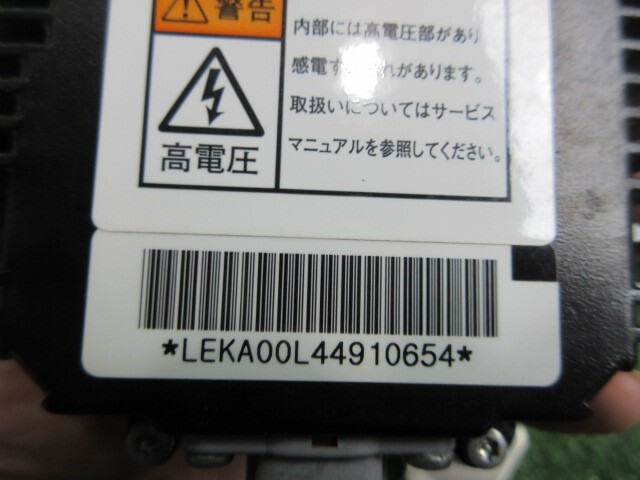 警告
高電圧
内部には高電圧部があり
感電す れがあります。
取扱いについてはサービス
マニュアルを参照してください。
*LEKA00L44910654*